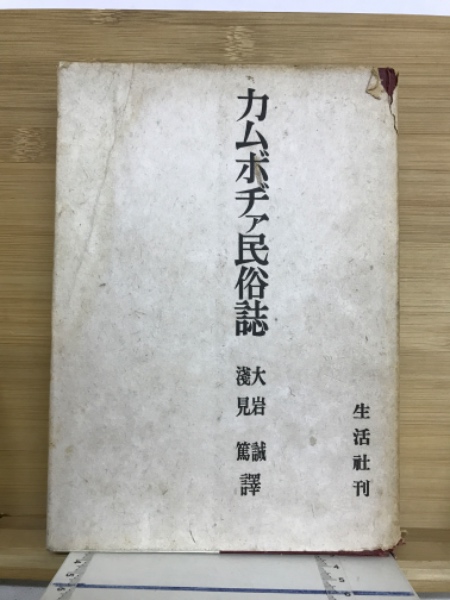 カムボヂァ民俗誌
大岩誠
淺見篤
譯
生活社刊